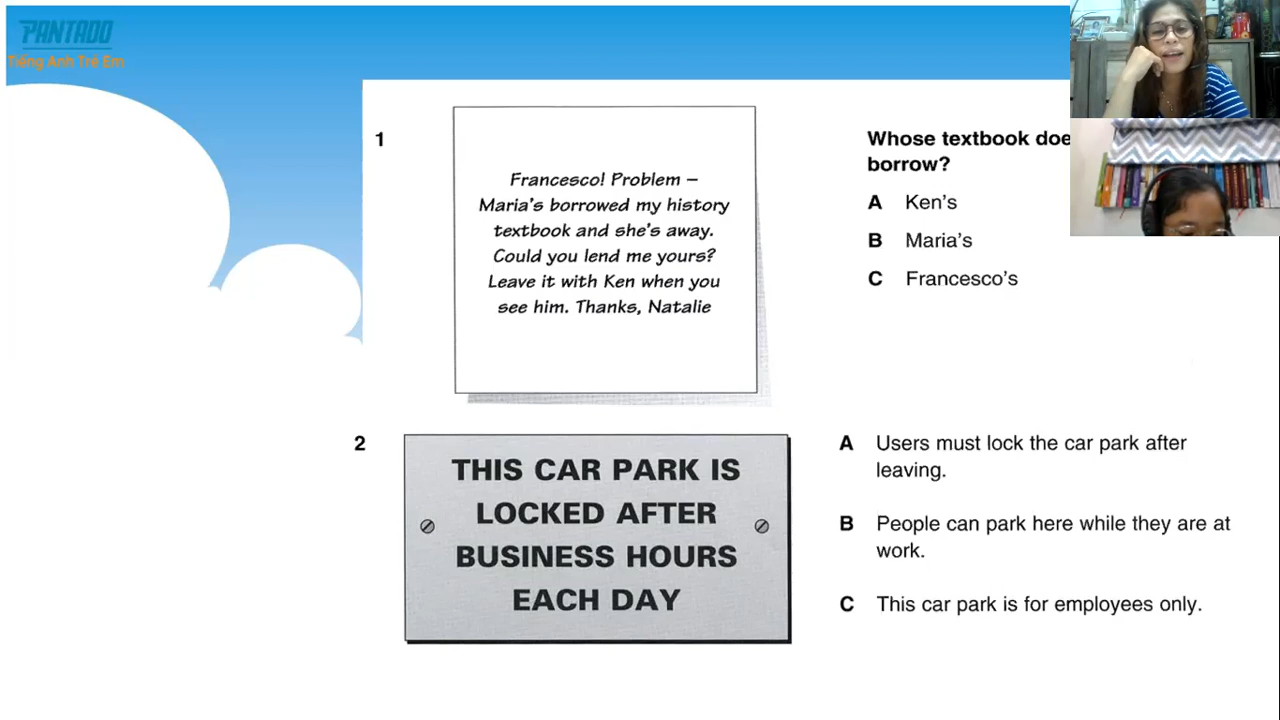 PANTADO
Tiếng Anh Trẻ Em
1
Francesco! Problem –
Maria's borrowed my history
textbook and she's away.
Could you lend me yours?
Leave it with Ken when you
see him. Thanks, Natalie
Whose textbook doe
borrow?
A Ken's
B Maria's
C Francesco's
2
THIS CAR PARK IS
LOCKED AFTER
BUSINESS HOURS
EACH DAY
A Users must lock the car park after
leaving.
B People can park here while they are at
work.
C This car park is for employees only.